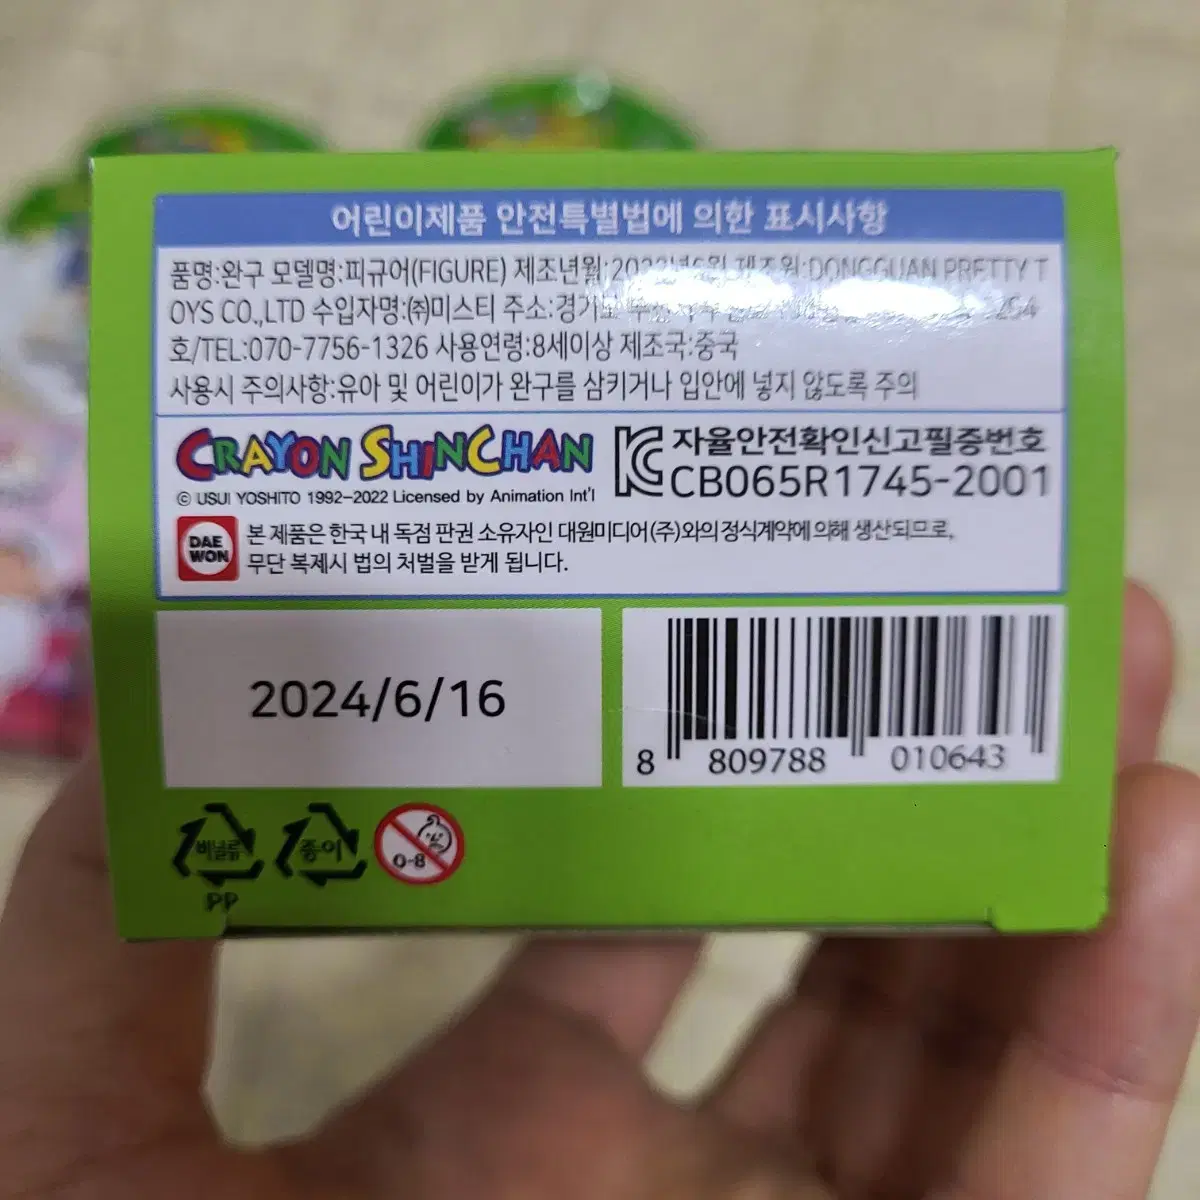 어린이제품 안전특별법에 의한 표시사항
품명:완구 모델명:피규어(FIGURE) 제조년월:2022년6월 제조원:DONGGUAN PRETTY T
OYS CO.,LTD 수입자명:㈜미스티 주소:경기도
호/TEL:070-7756-1326 사용연령:8세이상 제조국:중국
사용시 주의사항:유아 및 어린이가 완구를 삼키거나 입안에 넣지 않도록 주의
CRAYON SHINCHAN
© USUI YOSHITO 1992-2022 Licensed by Animation Int'l
자율안전확인신고필증번호
CB065R1745-2001
DAE
WON
본 제품은 한국 내 독점 판권 소유자인 대원미디어(주)와의 정식계약에 의해 생산되므로,
무단 복제시 법의 처벌을 받게 됩니다.
2024/6/16
8 809788 010643
비닐류 종이 0-8
PP